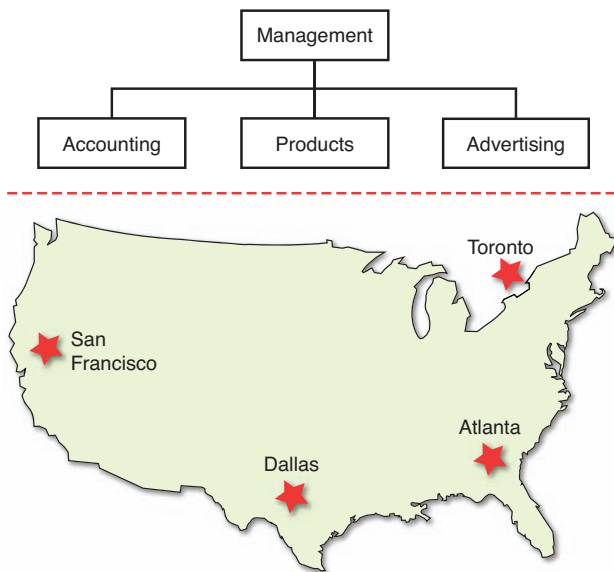 Management
Accounting
Products
Advertising
Toronto
San
Francisco
Atlanta
Dallas